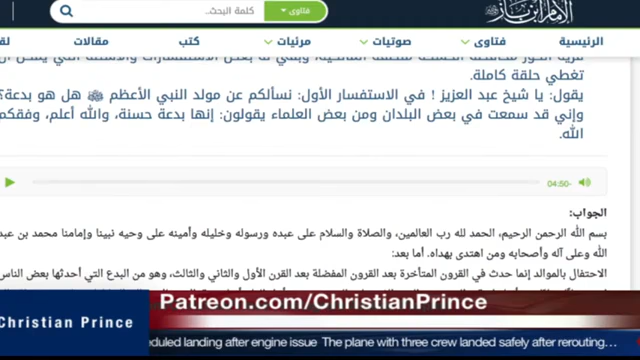 الإمام ابن باز
فتاوى
كلمة البحث..
الرئيسية
فتاوى
صوتيات
مرئيات
كتب
مقالات
تغطي حلقة كاملة.
يقول: يا شيخ عبد العزيز! في الاستفسار الأول: نسألكم عن مولد النبي الأعظم ﷺ هل هو بدعة؟
وإني قد سمعت في بعض البلدان ومن بعض العلماء يقولون: إنها بدعة حسنة، والله أعلم، وفقكم
الله.
04:50-
الجواب:
بسم الله الرحمن الرحيم، الحمد لله رب العالمين، والصلاة والسلام على عبده ورسوله وخليله وأمينه على وحيه نبينا وإمامنا محمد بن عبد
الله وعلى آله وأصحابه ومن اهتدى بهداه. أما بعد:
الاحتفال بالموالد إنما حدث في القرون المتأخرة بعد القرون المفضلة بعد القرن الأول والثاني والثالث، وهو من البدع التي أحدثها بعض الناس
Patreon.com/ChristianPrince
Christian Prince
eduled landing after engine issue The plane with three crew landed safely after rerouting...